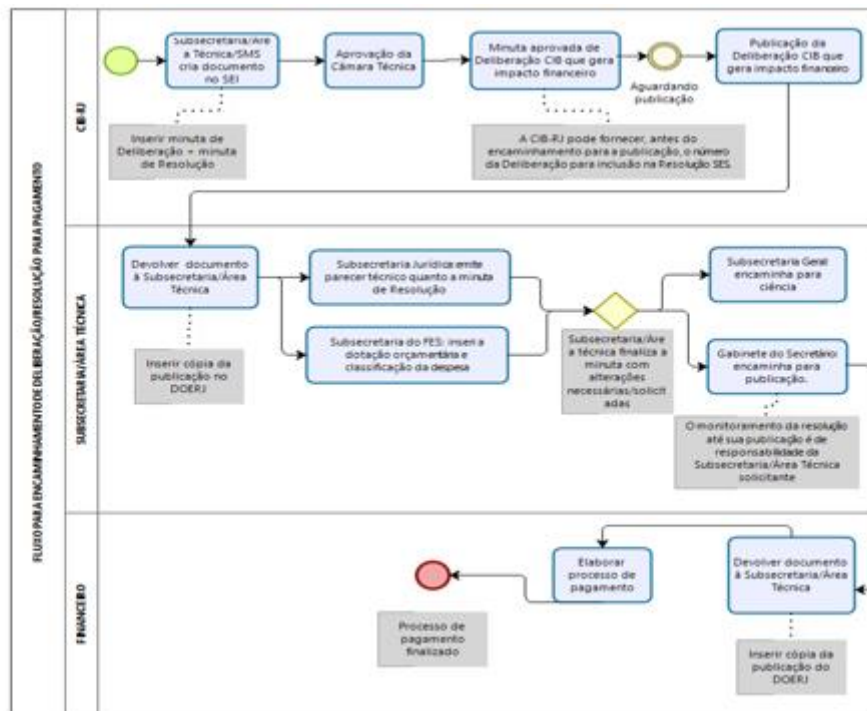 FLUXO PARA ENCAMINHAMENTO DE DELIBERAÇÃO/RESOLUÇÃO PARA PAGAMENTO
CIB-RJ
Subsecretaria/Áre
a Técnica/SMS
cria documento
no SEI
Aprovação da
Câmara Técnica
Minuta aprovada de
Deliberação CIB que gera
impacto financeiro
Aguardando
publicação
Publicação da
Deliberação CIB que
gera impacto financeiro
Inserir minuta de
Deliberação + minuta
de Resolução
A CIB-RJ pode fornecer, antes do
encaminhamento para a publicação, o número
da Deliberação para inclusão na Resolução SES.
SUBSECRETARIA/ÁREA TÉCNICA
Devolver documento
à Subsecretaria/Área
Técnica
Inserir cópia da
publicação no
DOERJ
Subsecretaria Jurídica:emite
parecer técnico quanto a minuta
de Resolução
Subsecretaria do FES: inseri a
dotação orçamentária e
classificação da despesa
Subsecretaria/Áre
a técnica finaliza a
minuta com
alterações
necessárias/solicit
adas
Subsecretaria Geral
encaminha para
ciência
Gabinete do Secretário:
encaminha para
publicação.
O monitoramento da resolução
até sua publicação é de
responsabilidade da
Subsecretaria/Área Técnica
solicitante
FINANCEIRO
Processo de
pagamento
finalizado
Elaborar
processo de
pagamento
Devolver documento
à Subsecretaria/Área
Técnica
Inserir cópia da
publicação do
DOERJ